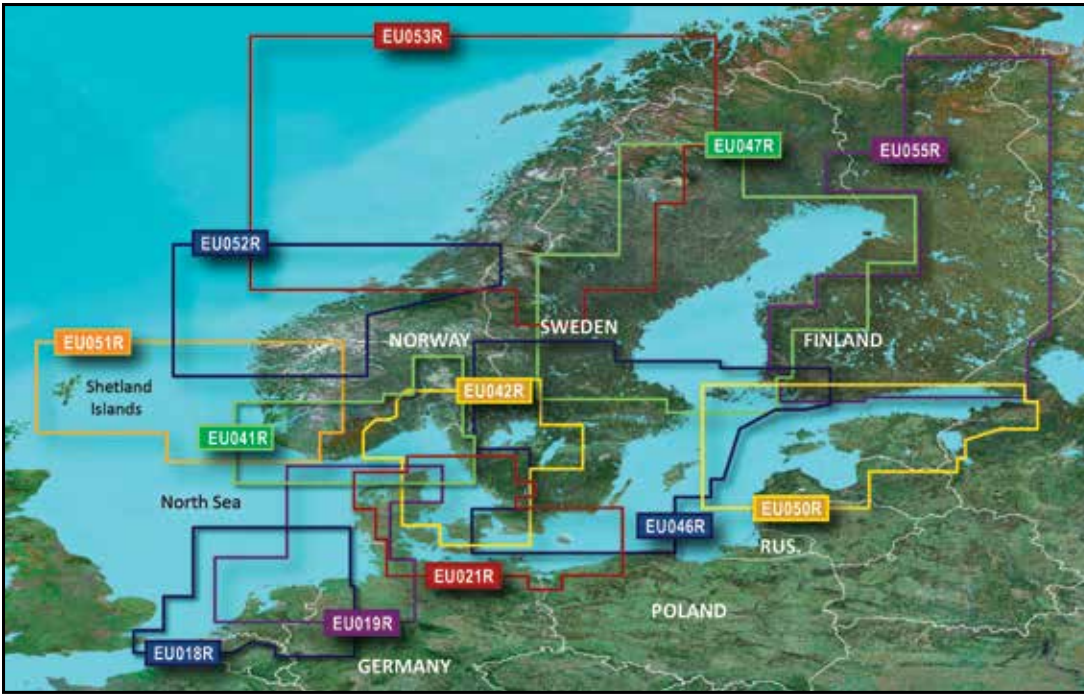 EU053R
EU047R
EU055R
EU052R
SWEDEN
NORWAY
FINLAND
EU051R
Shetland
Islands
EU042R
EU041R
North Sea
EU050R
EU046R
RUS.
EU021R
POLAND
EU019R
EU018R
GERMANY